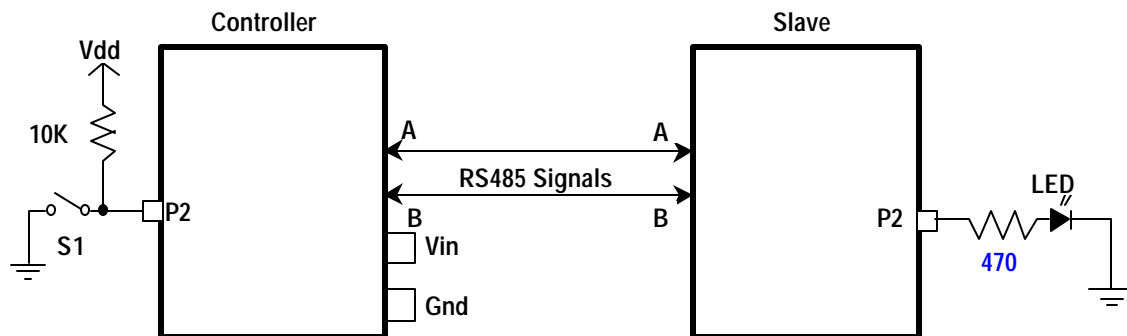 Controller
Slave
Vdd
10K
A
A
RS485 Signals
P2
B
B
P2
LED
S1
Vin
470
Gnd